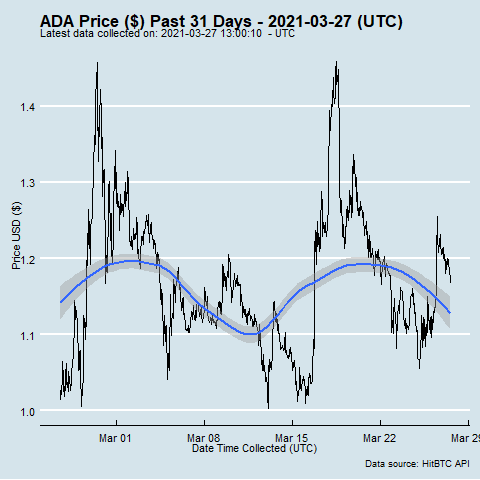 ADA Price ($) Past 31 Days - 2021-03-27 (UTC)
Latest data collected on: 2021-03-27 13:00:10  - UTC
1.4
1.3
1.2
1.1
1.0
Price USD ($)
Mar 01
Mar 08
Mar 15
Mar 22
Mar 29
Date Time Collected (UTC)
Data source: HitBTC API